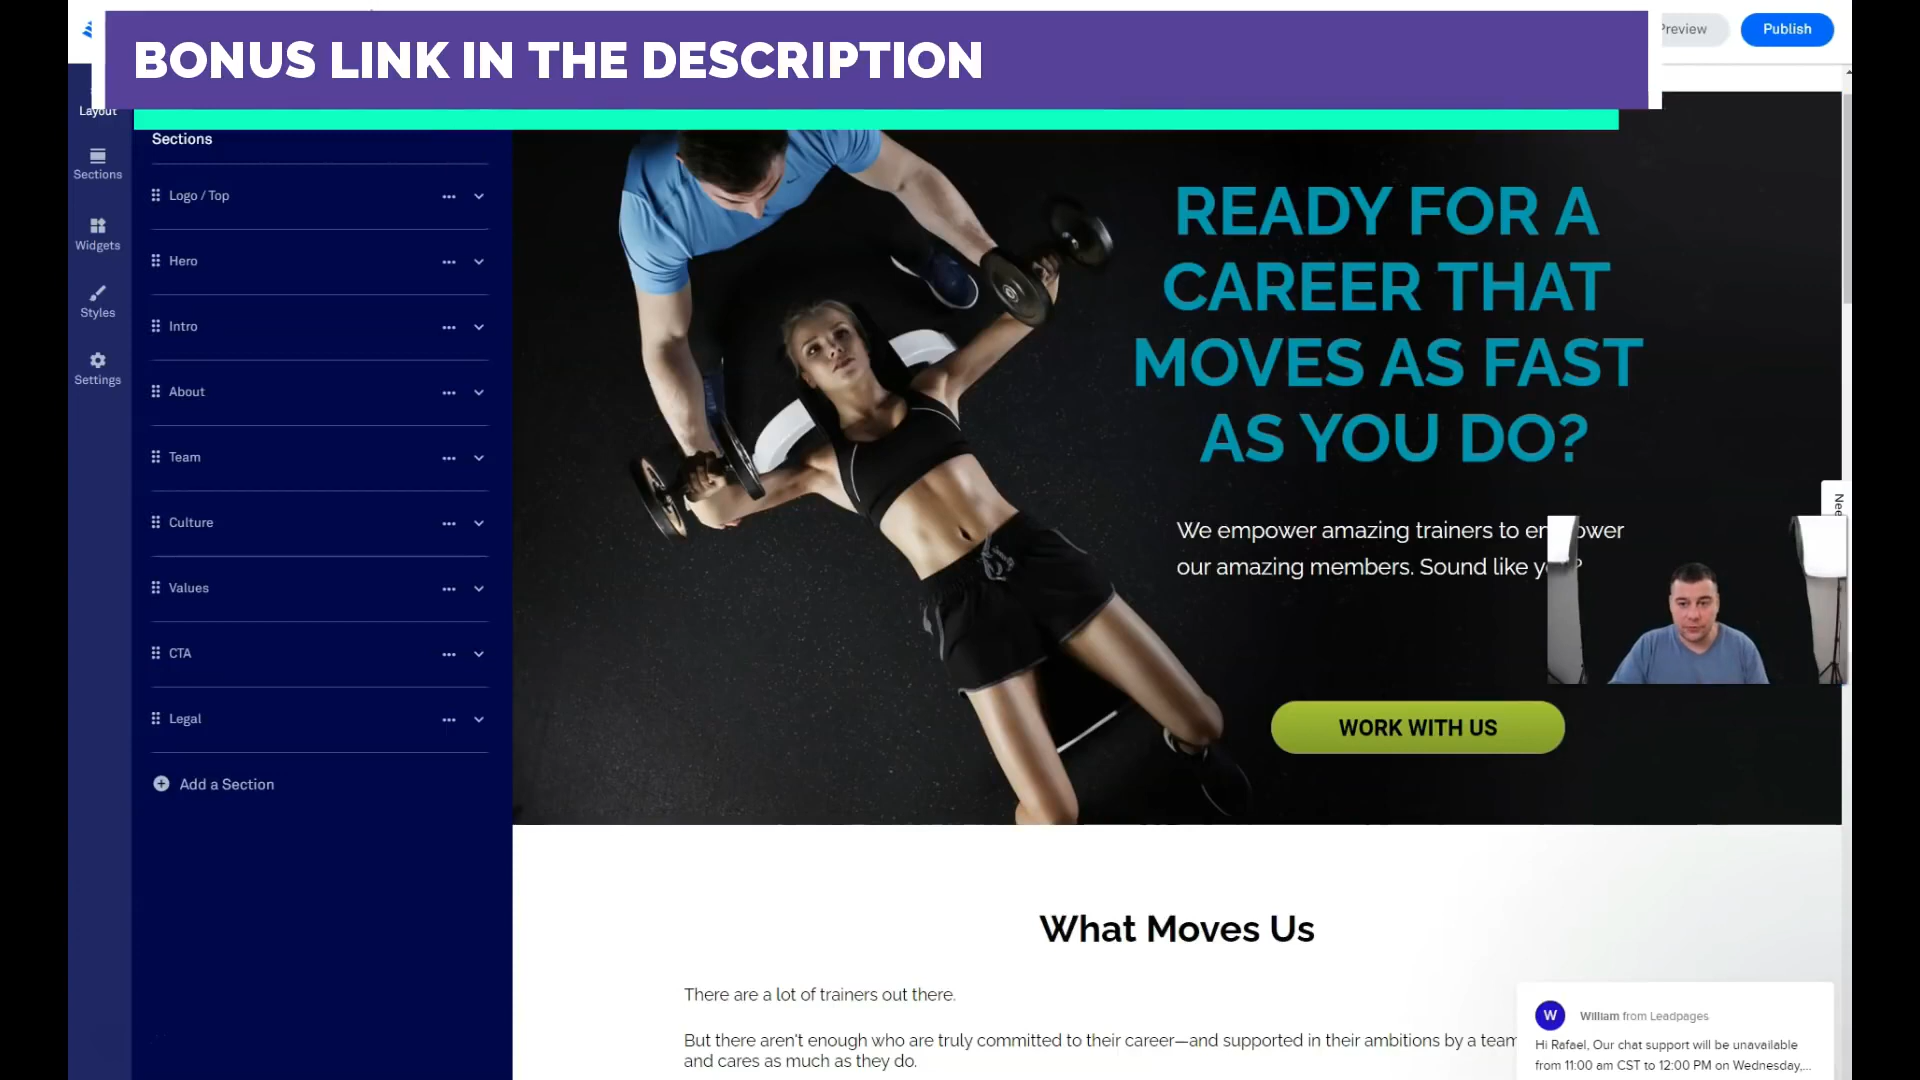 BONUS LINK IN THE DESCRIPTION
Preview
Publish
Layout
Sections
Widgets
Styles
Settings
Sections
Logo / Top
Hero
Intro
About
Team
Culture
Values
CTA
Legal
Add a Section
READY FOR A
CAREER THAT
MOVES AS FAST
AS YOU DO?
We empower amazing trainers to empower
our amazing members. Sound like
WORK WITH US
What Moves Us
There are a lot of trainers out there.
But there aren't enough who are truly committed to their career—and supported in their ambitions by a team
and cares as much as they do.
W
William from Leadpages
Hi Rafael, Our chat support will be unavailable
from 11:00 am CST to 12:00 PM on Wednesday,...